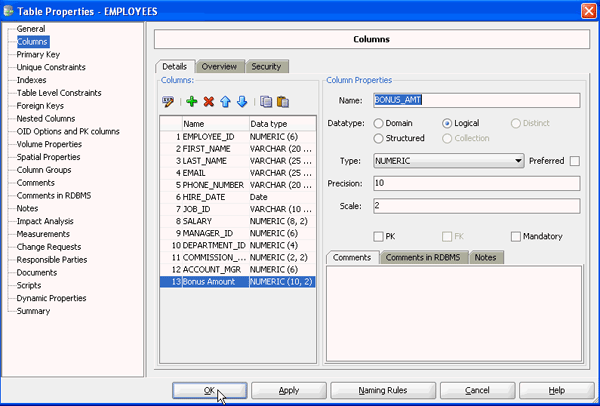 Table Properties - EMPLOYEES
General
Columns
Primary Key
Unique Constraints
Indexes
Table Level Constraints
Foreign Keys
Nested Columns
OID Options and PK columns
Volume Properties
Spatial Properties
Column Groups
Comments
Comments in RDBMS
Notes
Impact Analysis
Measurements
Change Requests
Responsible Parties
Documents
Scripts
Dynamic Properties
Summary
Columns
Details Overview Security
Columns:
Name Data type
1 EMPLOYEE_ID NUMERIC (6)
2 FIRST_NAME VARCHAR (20 ...
3 LAST_NAME VARCHAR (25 ...
4 EMAIL VARCHAR (25 ...
5 PHONE_NUMBER VARCHAR (20 ...
6 HIRE_DATE Date
7 JOB_ID VARCHAR (10 ...
8 SALARY NUMERIC (8, 2)
9 MANAGER_ID NUMERIC (6)
10 DEPARTMENT_ID NUMERIC (4)
11 COMMISSION_... NUMERIC (2, 2)
12 ACCOUNT_MGR NUMERIC (6)
13 Bonus Amount NUMERIC (10, 2)
Column Properties
Name: BONUS_AMT
Datatype: Domain Logical Distinct
Structured Collection
Type: NUMERIC Preferred
Precision: 10
Scale: 2
PK FK Mandatory
Comments Comments in RDBMS Notes
OK Apply Naming Rules Cancel Help